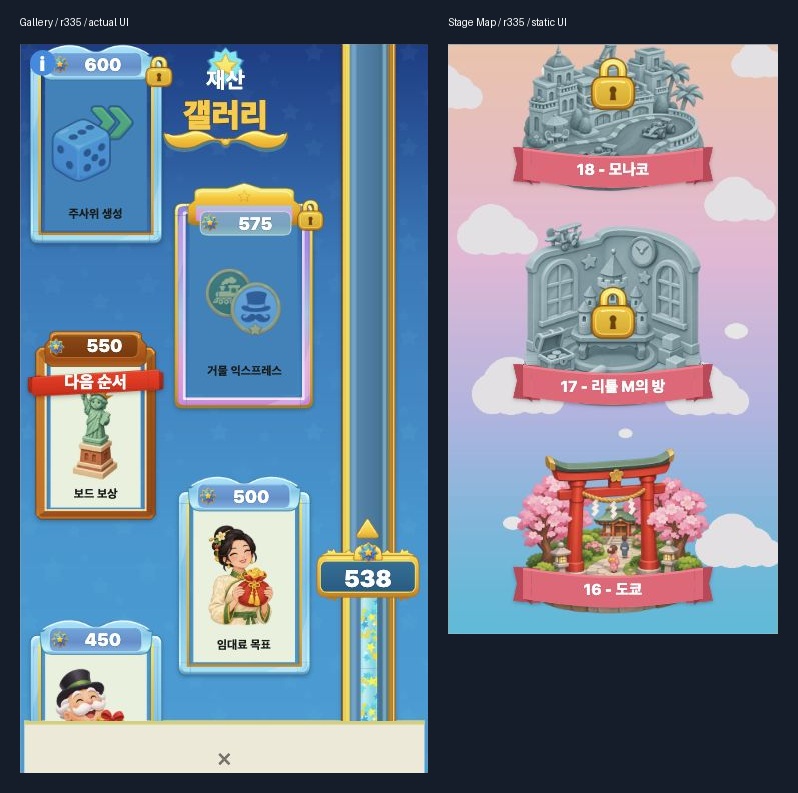 Gallery / r335 / actual UI
Stage Map / r335 / static UI
i
600
재산
갤러리
주사위 생성
575
거물 익스프레스
550
다음 순서
보드 보상
500
임대료 목표
538
450
×
18 - 모나코
17 - 리틀 M의 방
16 - 도쿄